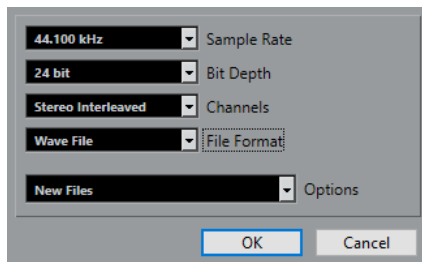 44.100 kHz Sample Rate
24 bit Bit Depth
Stereo Interleaved Channels
Wave File File Format
New Files Options
OK Cancel